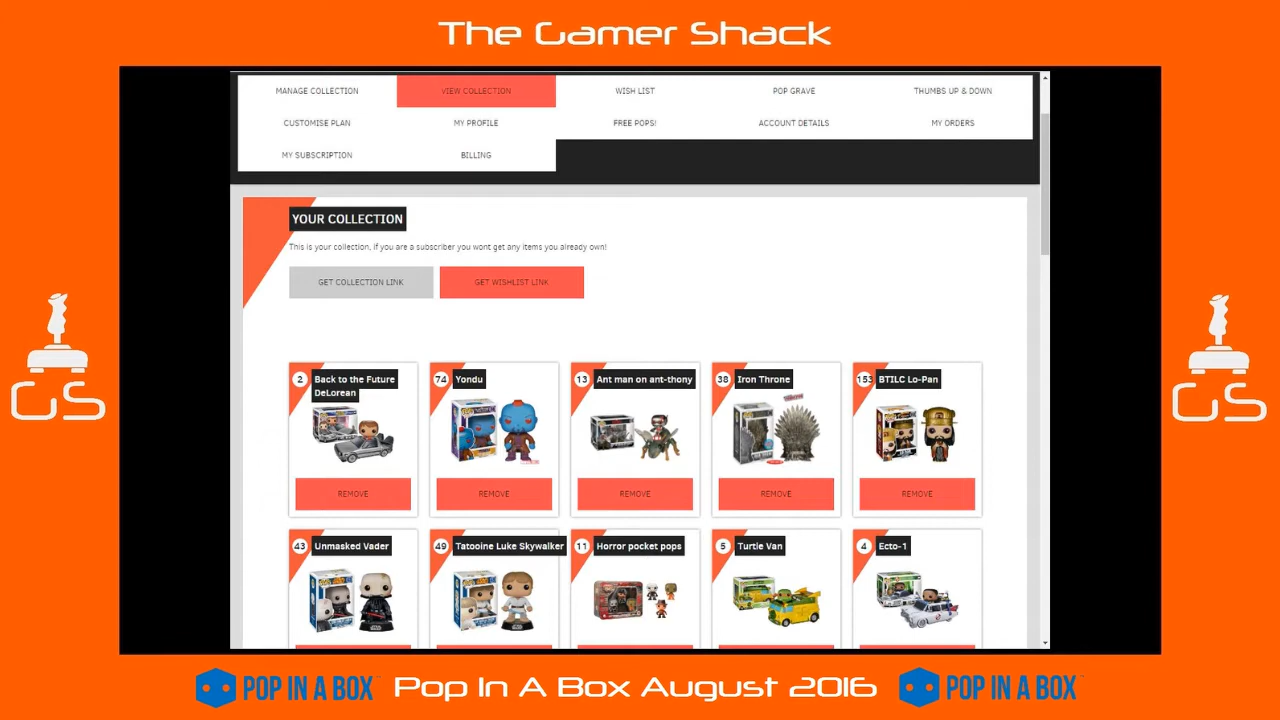 The Gamer Shack
MANAGE COLLECTION VIEW COLLECTION WISH LIST POP GRAVE THUMBS UP & DOWN
CUSTOMISE PLAN MY PROFILE FREE POPS! ACCOUNT DETAILS MY ORDERS
MY SUBSCRIPTION BILLING
YOUR COLLECTION
This is your collection, if you are a subscriber you wont get any items you already own!
GET COLLECTION LINK GET WISHLIST LINK
2 Back to the Future
DeLorean
74 Yondu
13 Ant man on ant-thony
38 Iron Throne
153 BTILC Lo-Pan
REMOVE REMOVE REMOVE REMOVE REMOVE
43 Unmasked Vader
49 Tatooine Luke Skywalker
11 Horror pocket pops
5 Turtle Van
4 Ecto-1
GS
GS
POP IN A BOX Pop In A Box August 2016 POP IN A BOX